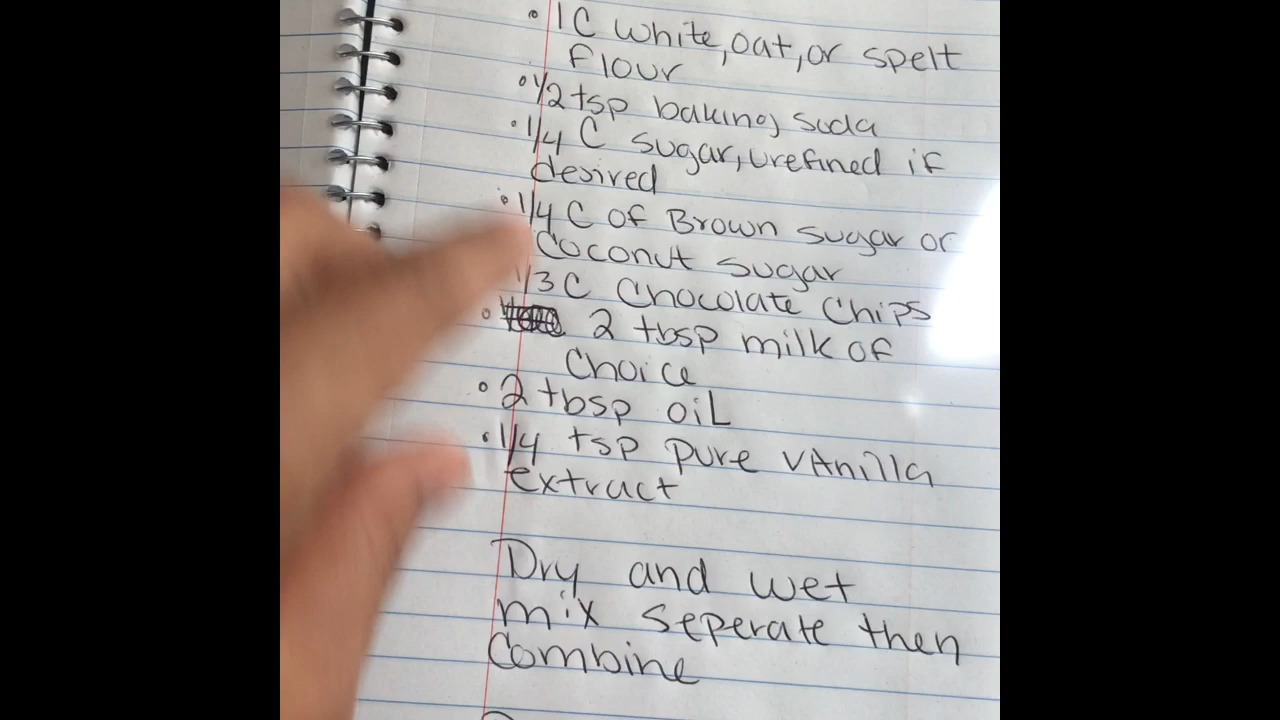 • 1C white, oat, or spelt
flour
• 1/2 tsp baking soda
• 1/4 C sugar, urefined if
desired
• 1/4 C of Brown sugar or
Coconut sugar
1/3 C Chocolate Chips
• 2 tbsp milk of
Choice
• 2 tbsp oiL
• 1/4 tsp pure vAnilla
extract
Dry and wet
mix seperate then
Combine